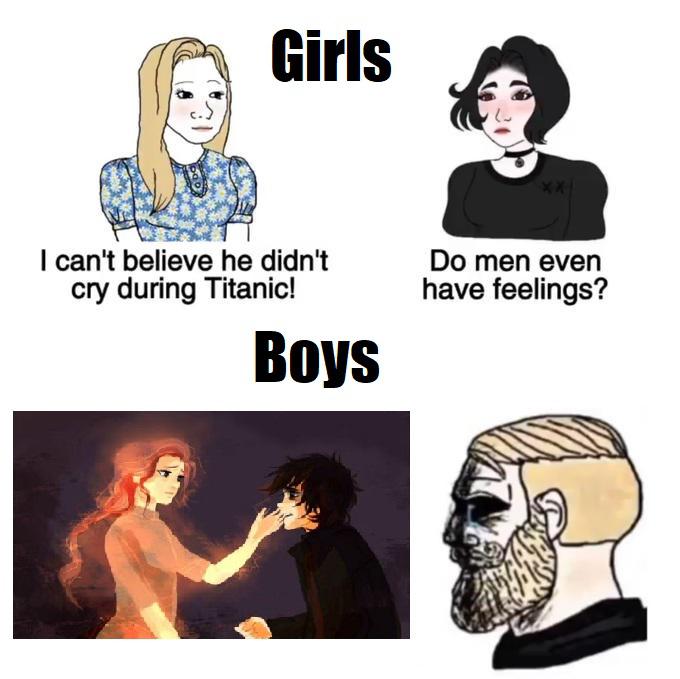 Girls
I can't believe he didn't
cry during Titanic!
Do men even
have feelings?
Boys